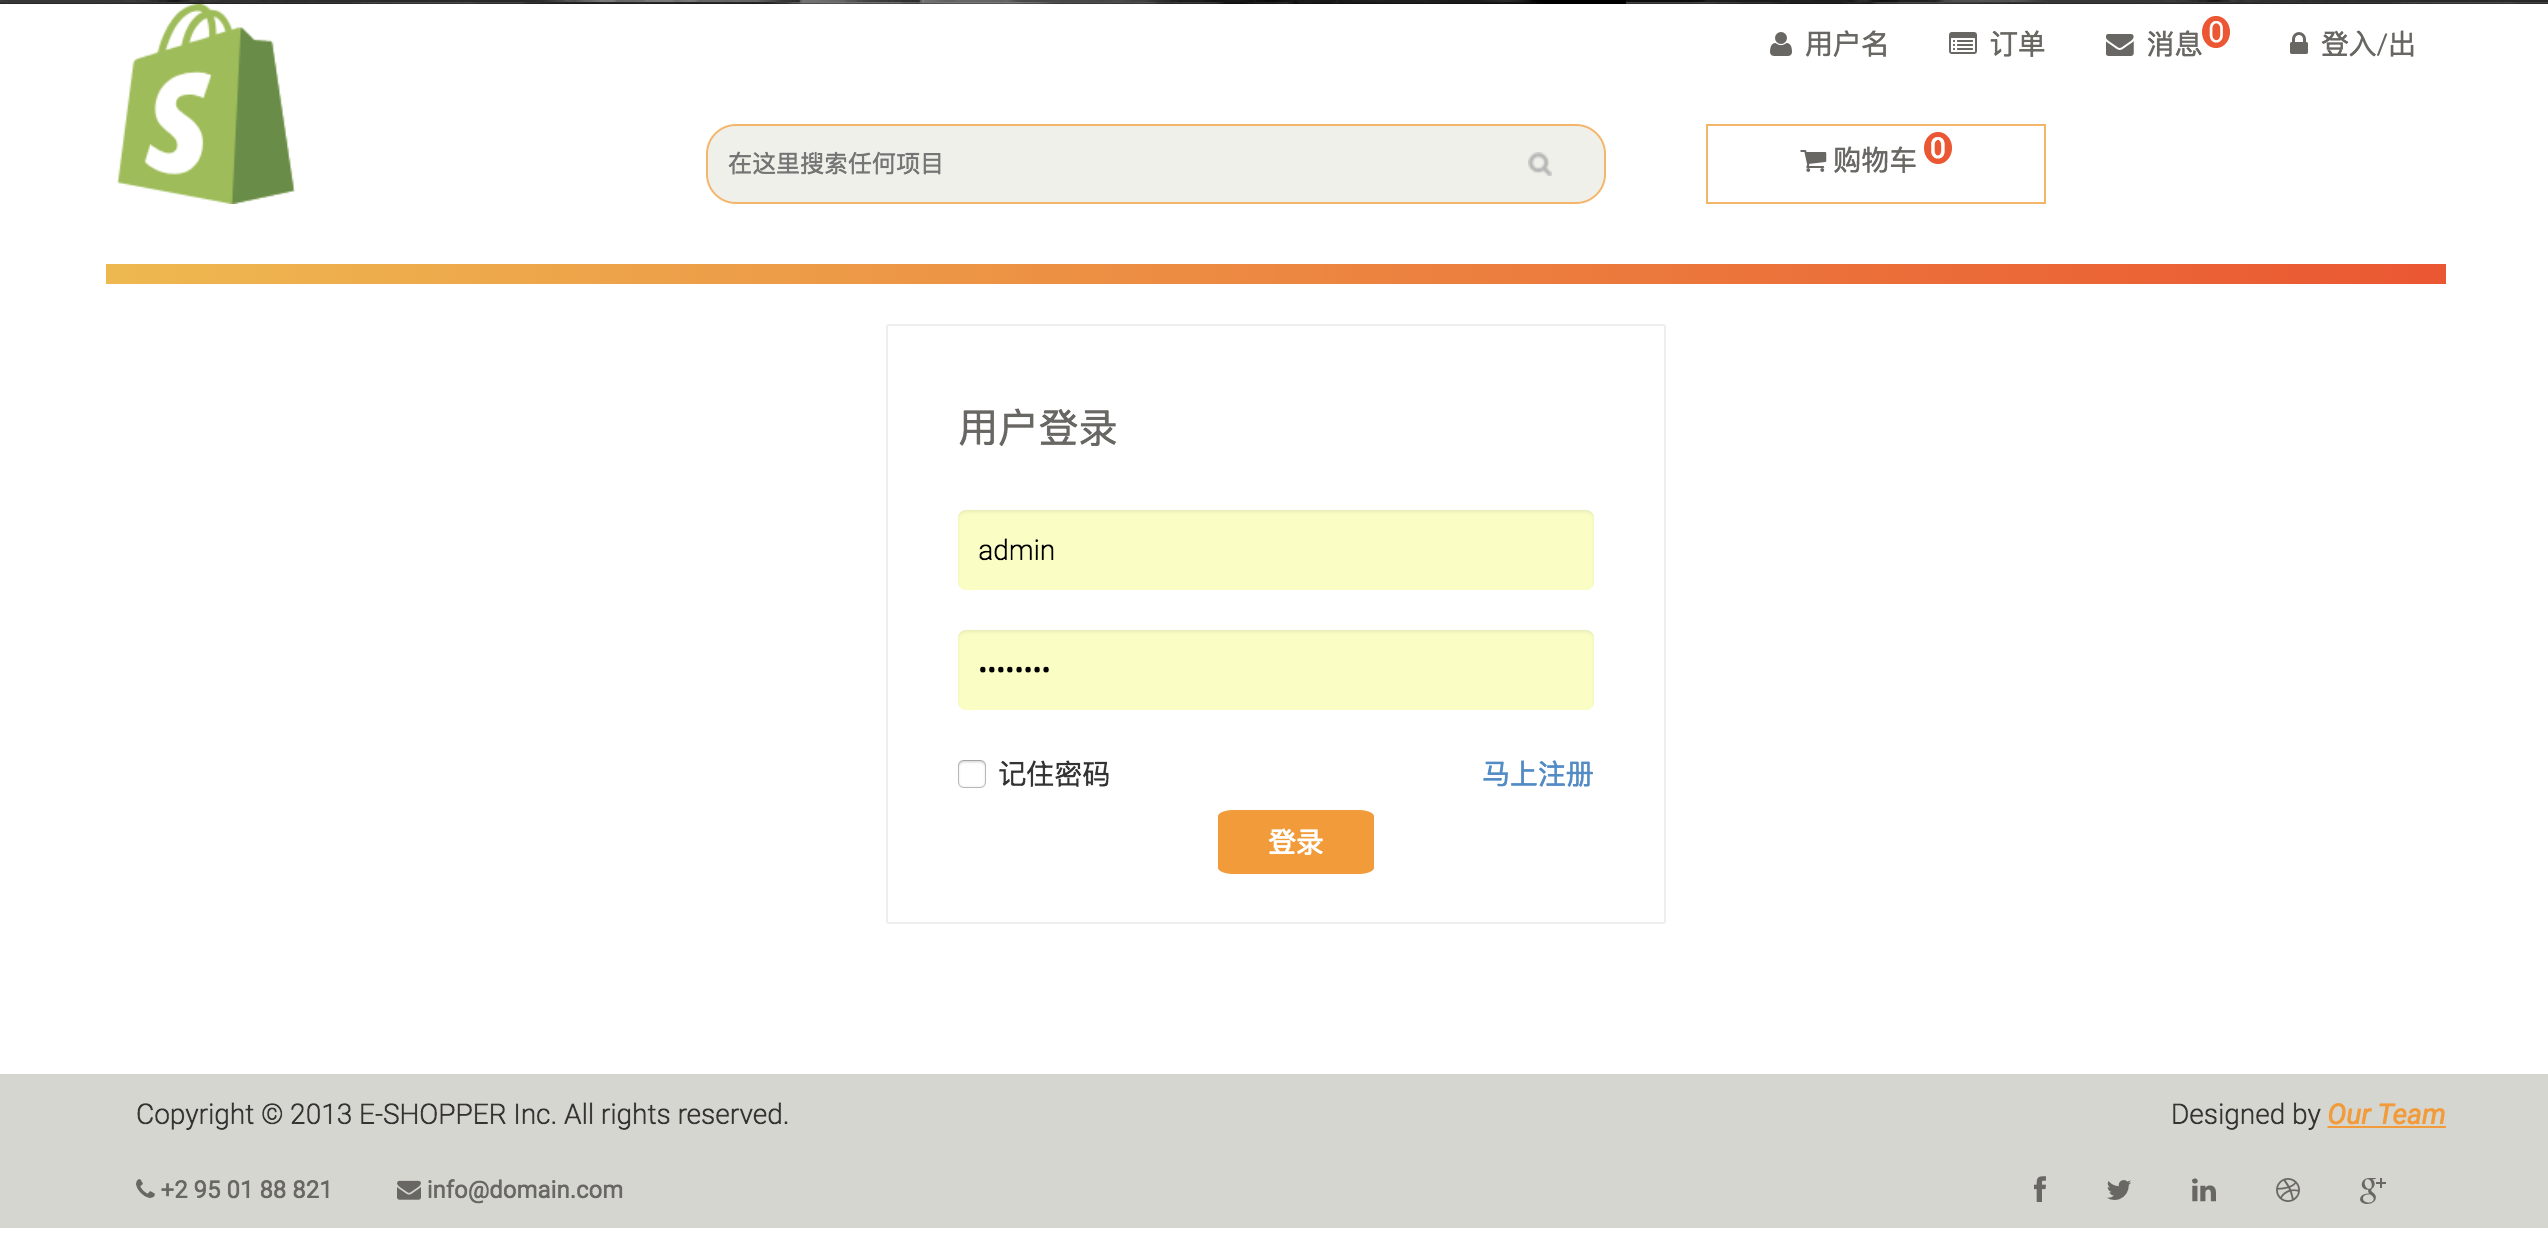 用户名 订单 消息0 登入/出
S
在这里搜索任何项目
购物车 0
用户登录
admin
••••••••
记住密码 马上注册
登录
Copyright © 2013 E-SHOPPER Inc. All rights reserved. Designed by Our Team
+2 95 01 88 821 info@domain.com